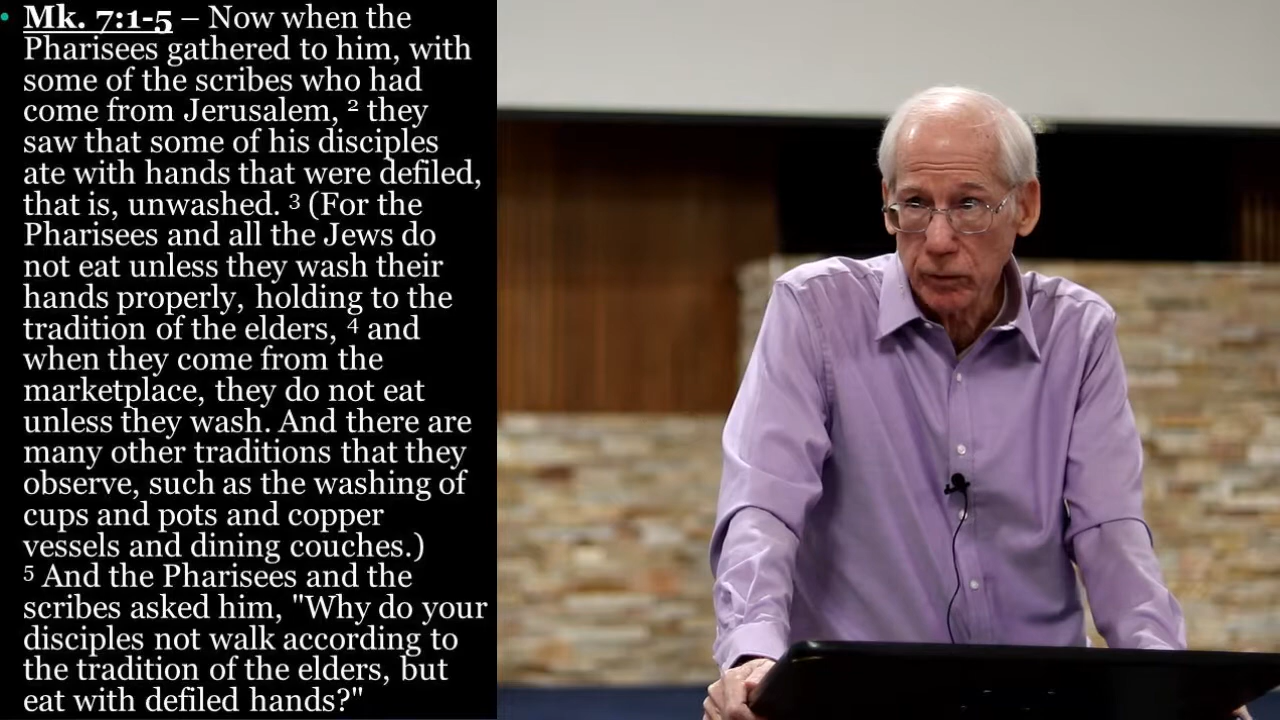 • Mk. 7:1-5 – Now when the
Pharisees gathered to him, with
some of the scribes who had
come from Jerusalem, ² they
saw that some of his disciples
ate with hands that were defiled,
that is, unwashed. ³ (For the
Pharisees and all the Jews do
not eat unless they wash their
hands properly, holding to the
tradition of the elders, ⁴ and
when they come from the
marketplace, they do not eat
unless they wash. And there are
many other traditions that they
observe, such as the washing of
cups and pots and copper
vessels and dining couches.)
⁵ And the Pharisees and the
scribes asked him, "Why do your
disciples not walk according to
the tradition of the elders, but
eat with defiled hands?"